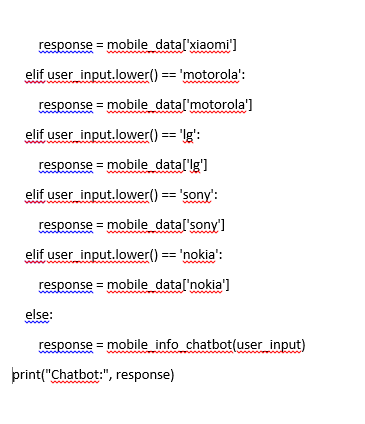 response = mobile_data['xiaomi']
elif user_input.lower() == 'motorola':
response = mobile_data['motorola']
elif user_input.lower() == 'lg':
response = mobile_data['lg']
elif user_input.lower() == 'sony':
response = mobile_data['sony']
elif user_input.lower() == 'nokia':
response = mobile_data['nokia']
else:
response = mobile_info_chatbot(user_input)
print("Chatbot:", response)